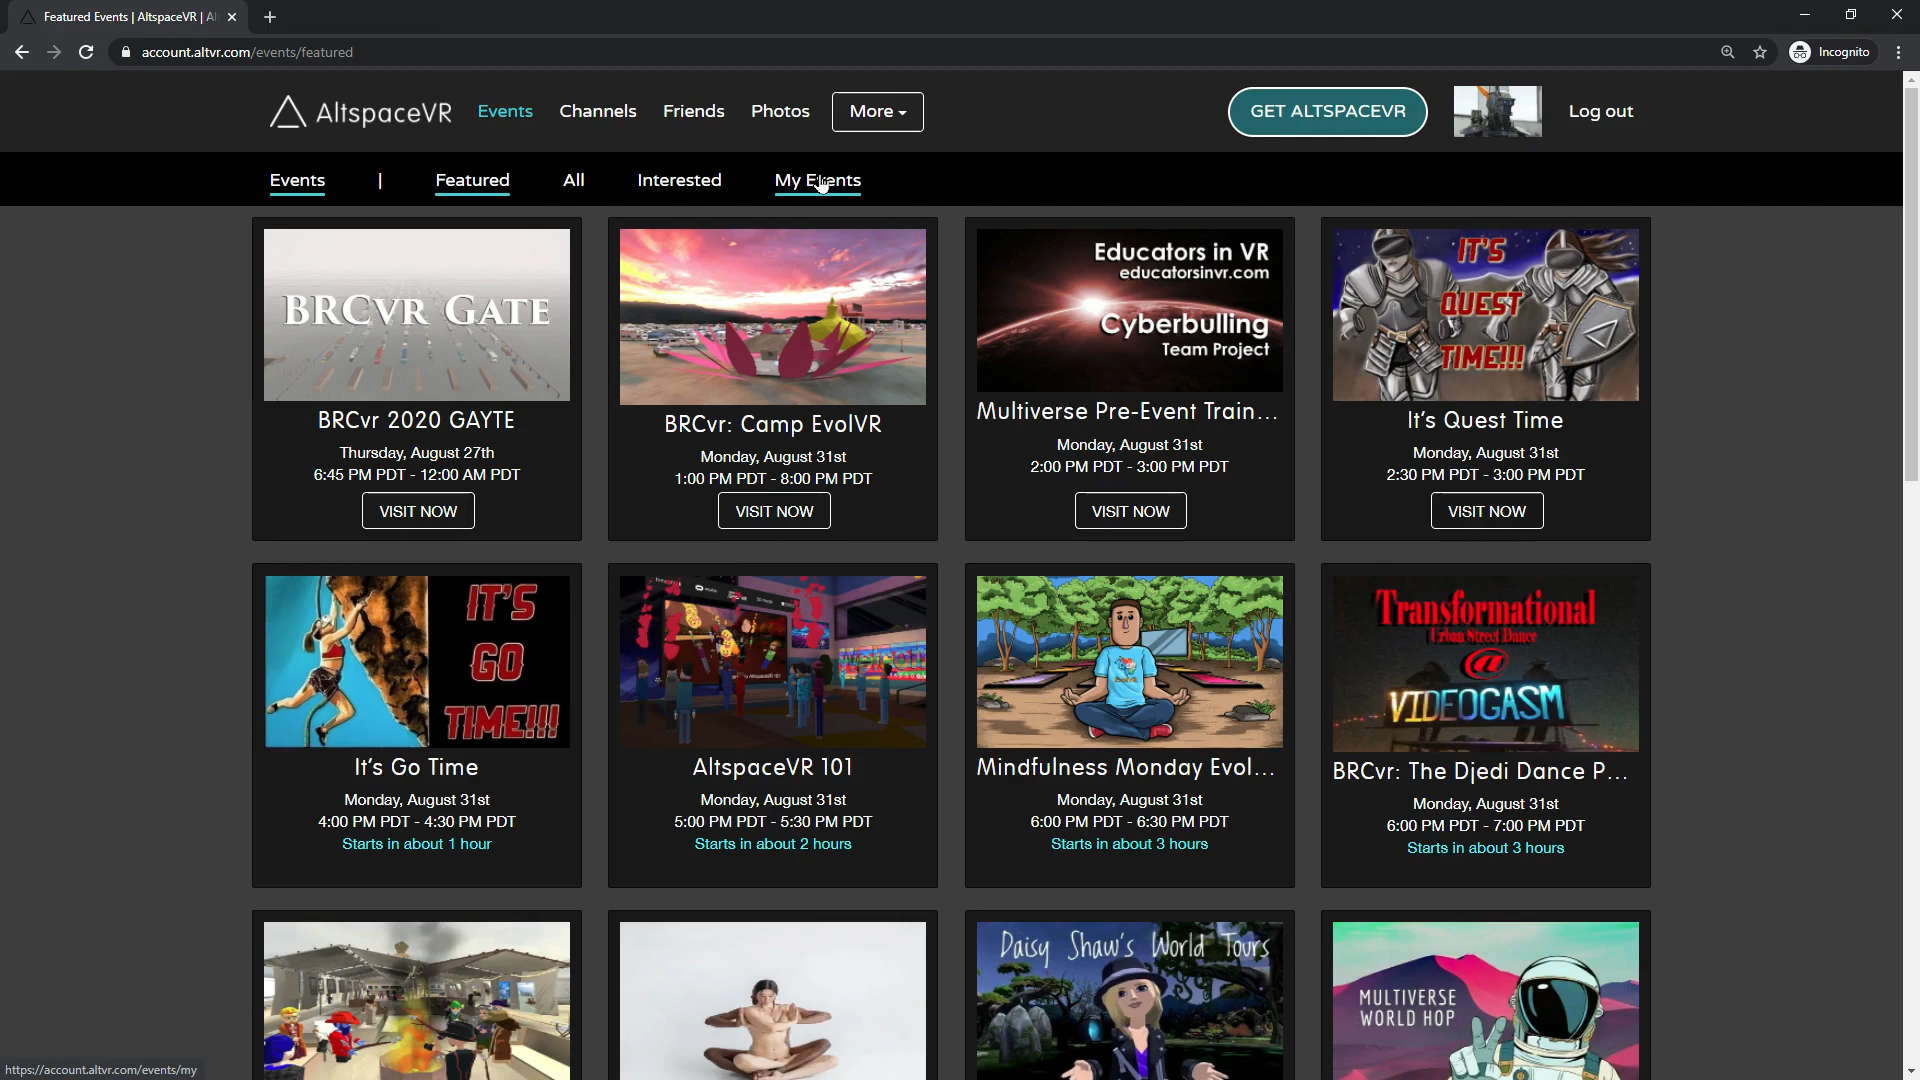 Featured Events | AltspaceVR | Al
account.altvr.com/events/featured
Incognito
AltspaceVR
Events
Channels
Friends
Photos
More
GET ALTSPACEVR
Log out
Events
|
Featured
All
Interested
My Events
BRCVR GATE
BRCvr 2020 GAYTE
Thursday, August 27th
6:45 PM PDT - 12:00 AM PDT
VISIT NOW
BRCvr: Camp EvolVR
Monday, August 31st
1:00 PM PDT - 8:00 PM PDT
VISIT NOW
Educators in VR
educatorsinvr.com
Cyberbulling
Team Project
Multiverse Pre-Event Train...
Monday, August 31st
2:00 PM PDT - 3:00 PM PDT
VISIT NOW
IT'S
QUEST
TIME!!!
It's Quest Time
Monday, August 31st
2:30 PM PDT - 3:00 PM PDT
VISIT NOW
IT'S
GO
TIME!!!
It's Go Time
Monday, August 31st
4:00 PM PDT - 4:30 PM PDT
Starts in about 1 hour
AltspaceVR 101
Monday, August 31st
5:00 PM PDT - 5:30 PM PDT
Starts in about 2 hours
Mindfulness Monday Evol...
Monday, August 31st
6:00 PM PDT - 6:30 PM PDT
Starts in about 3 hours
Transformational
Urban Street Dance
@
VIDEOGASM
BRCvr: The Djedi Dance P...
Monday, August 31st
6:00 PM PDT - 7:00 PM PDT
Starts in about 3 hours
Daisy Shaw's World Tours
MULTIVERSE
WORLD HOP
https://account.altvr.com/events/my